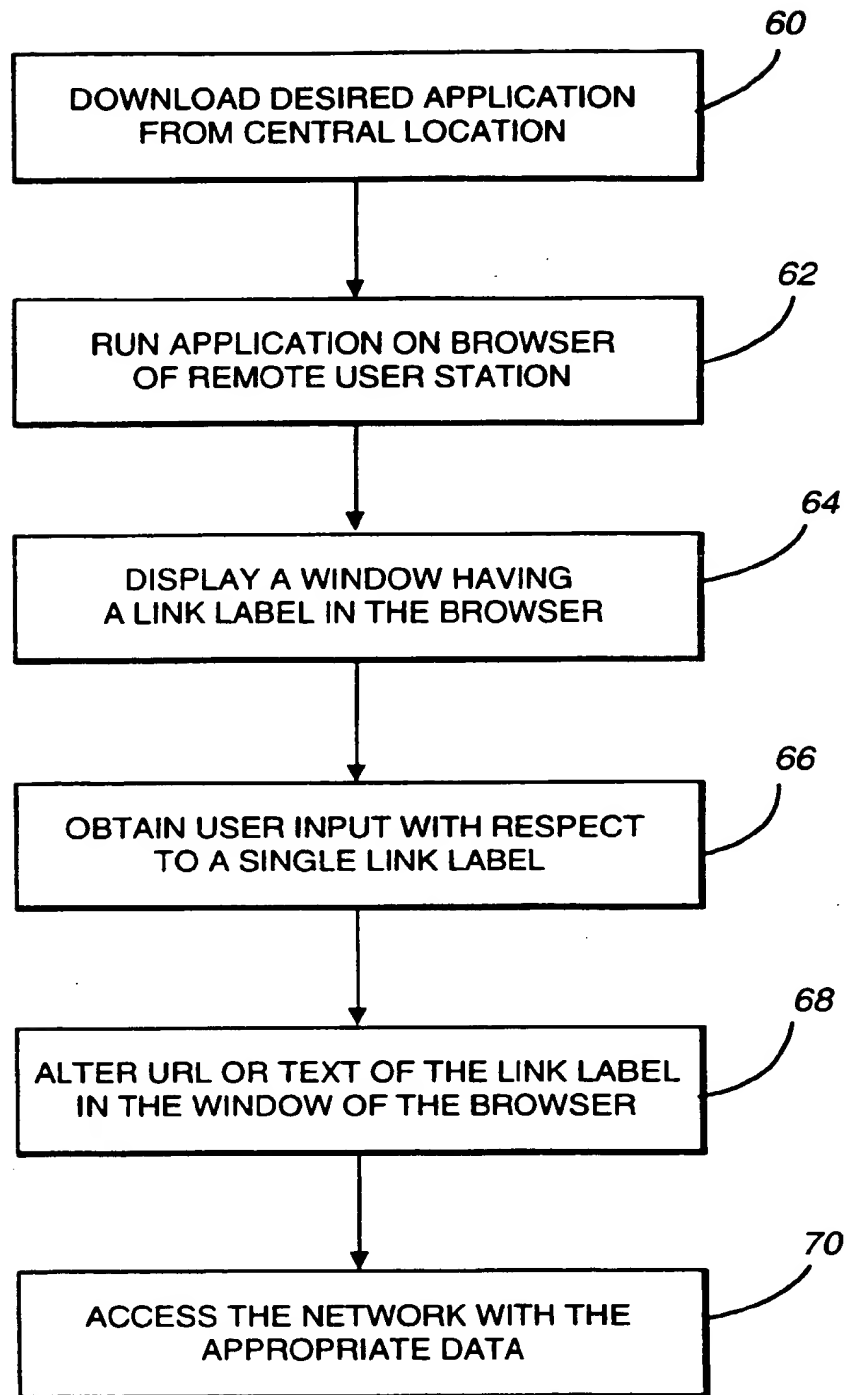 60
DOWNLOAD DESIRED APPLICATION
FROM CENTRAL LOCATION
62
RUN APPLICATION ON BROWSER
OF REMOTE USER STATION
64
DISPLAY A WINDOW HAVING
A LINK LABEL IN THE BROWSER
66
OBTAIN USER INPUT WITH RESPECT
TO A SINGLE LINK LABEL
68
ALTER URL OR TEXT OF THE LINK LABEL
IN THE WINDOW OF THE BROWSER
70
ACCESS THE NETWORK WITH THE
APPROPRIATE DATA